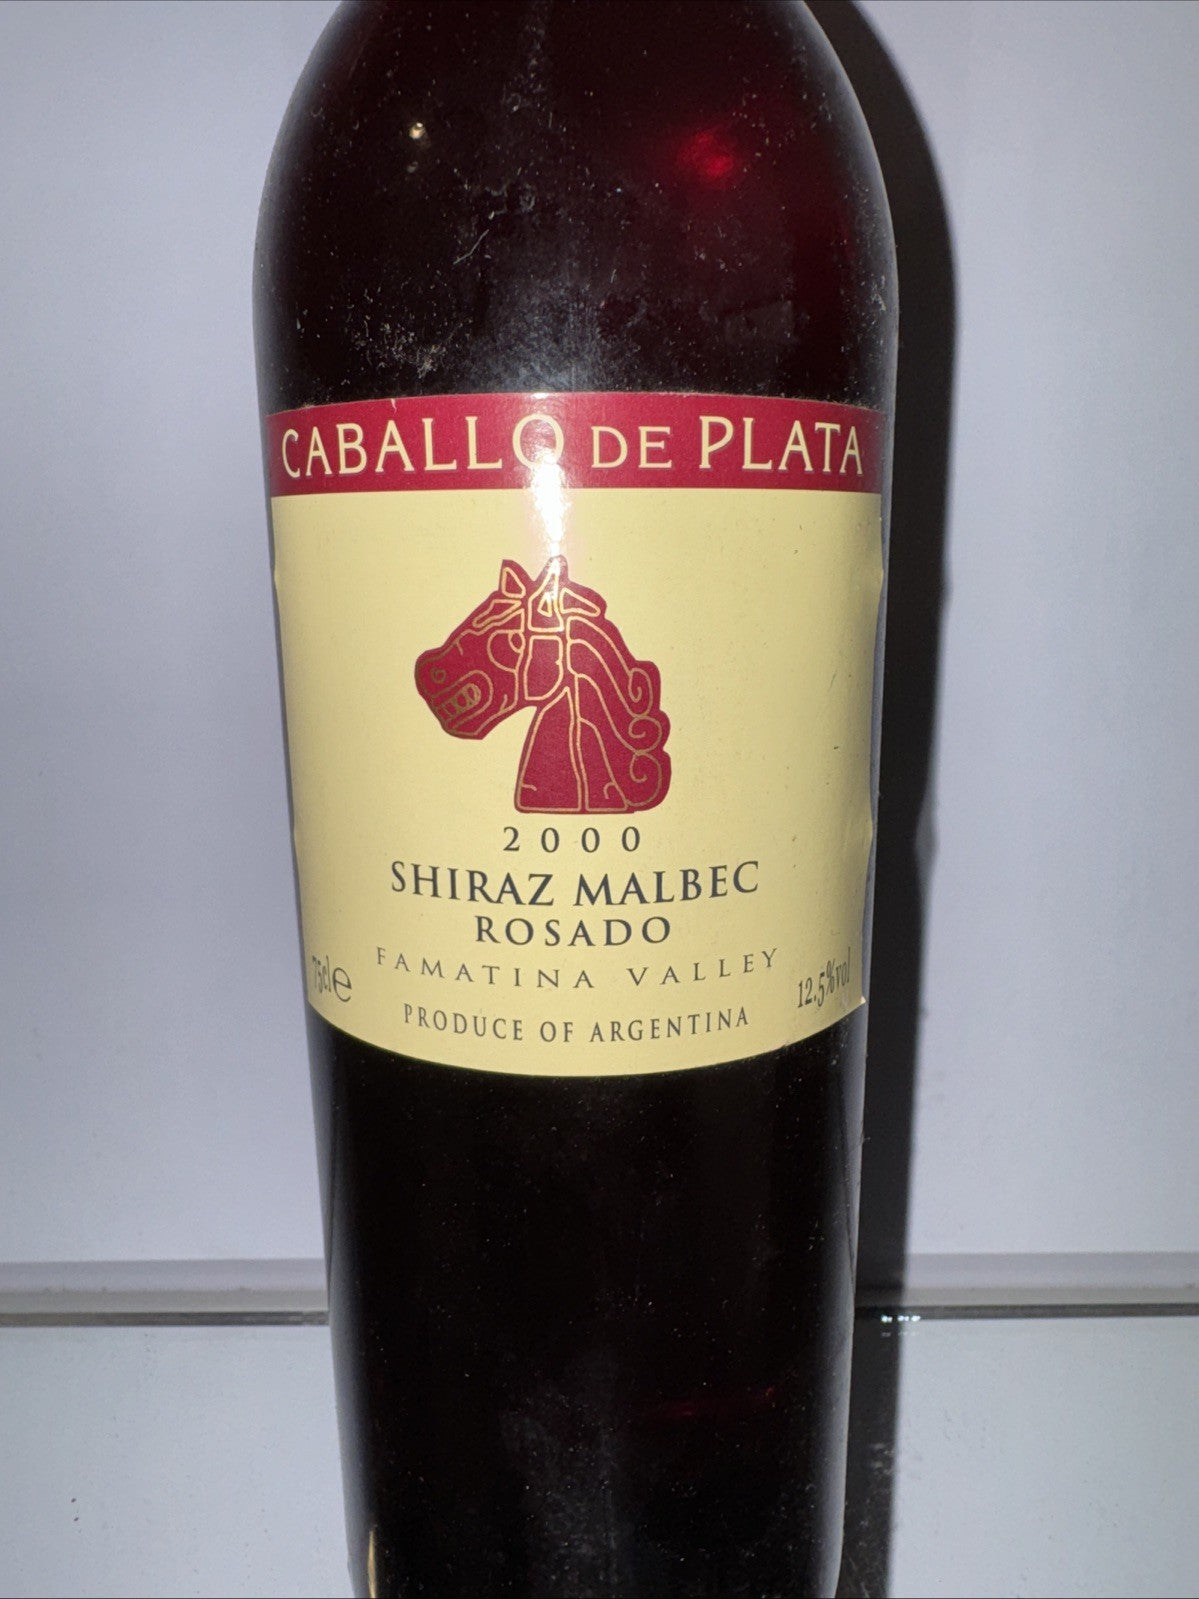 CABALLO DE PLATA
2000
SHIRAZ MALBEC
ROSADO
FAMATINA VALLEY
75cl e 12.5%vol
PRODUCE OF ARGENTINA